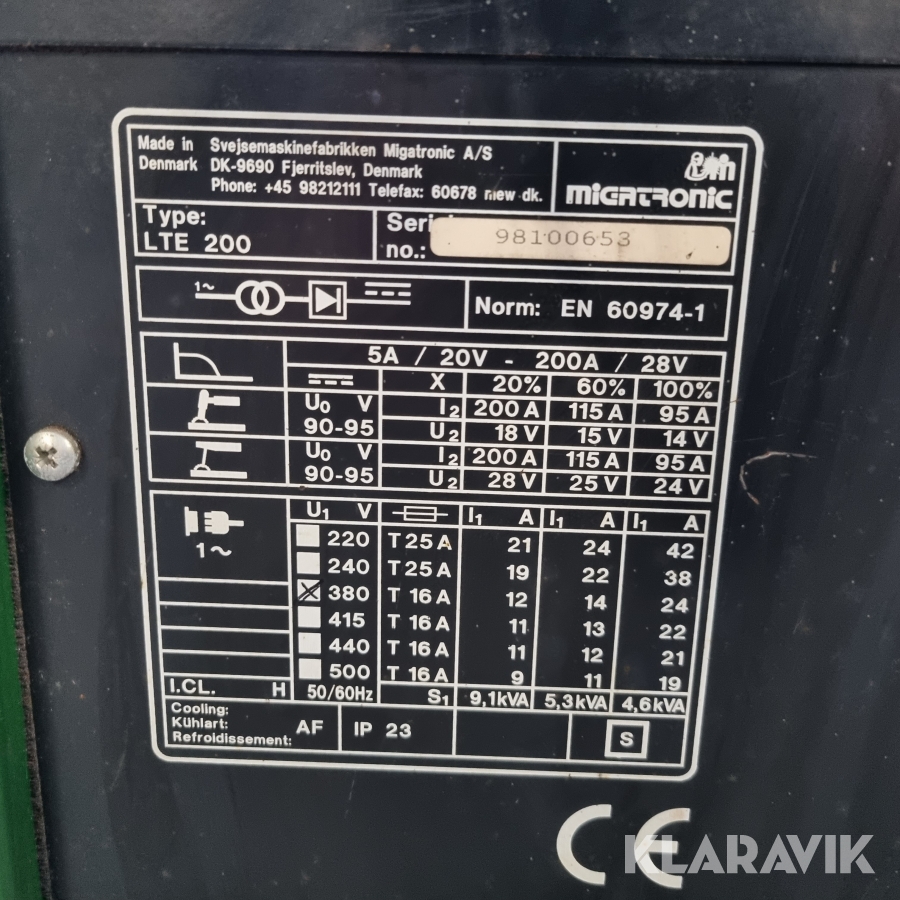 Made in Svejsemaskinefabrikken Migatronic A/S
Denmark DK-9690 Fjerritslev, Denmark
Phone: +45 98212111 Telefax: 60678 mew dk.
MIGATRONIC
Type:
LTE 200
Serial
no.: 98100653
1~
Norm: EN 60974-1
5A / 20V - 200A / 28V
X 20% 60% 100%
U0 V I2 200 A 115 A 95 A
90-95 U2 18 V 15 V 14 V
U0 V I2 200 A 115 A 95 A
90-95 U2 28 V 25 V 24 V
U1 V I1 A I1 A I1 A
1~
220 T 25 A 21 24 42
240 T 25 A 19 22 38
380 T 16 A 12 14 24
415 T 16 A 11 13 22
440 T 16 A 11 12 21
500 T 16 A 9 11 19
I.CL. H 50/60Hz S1 9,1kVA 5,3kVA 4,6kVA
Cooling:
Kühlart: AF IP 23 S
Refroidissement:
CE
KLARAVIK